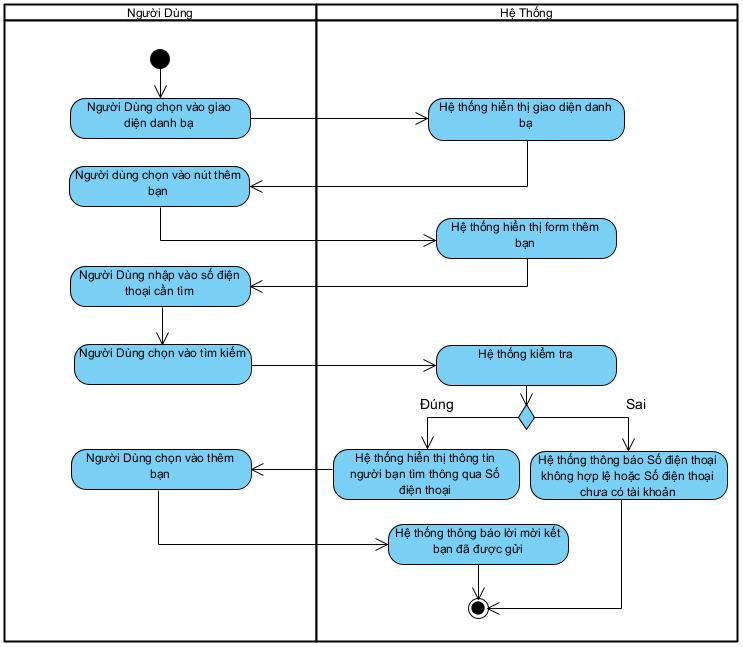 Người Dùng
Hệ Thống
Người Dùng chọn vào giao
diện danh bạ
Hệ thống hiển thị giao diện danh
bạ
Người dùng chọn vào nút thêm
bạn
Hệ thống hiển thị form thêm
bạn
Người Dùng nhập vào số điện
thoại cần tìm
Người Dùng chọn vào tìm kiếm
Hệ thống kiểm tra
Đúng
Sai
Người Dùng chọn vào thêm
bạn
Hệ thống hiển thị thông tin
người bạn tìm thông qua Số
điện thoại
Hệ thống thông báo Số điện thoại
không hợp lệ hoặc Số điện thoại
chưa có tài khoản
Hệ thống thông báo lời mời kết
bạn đã được gửi